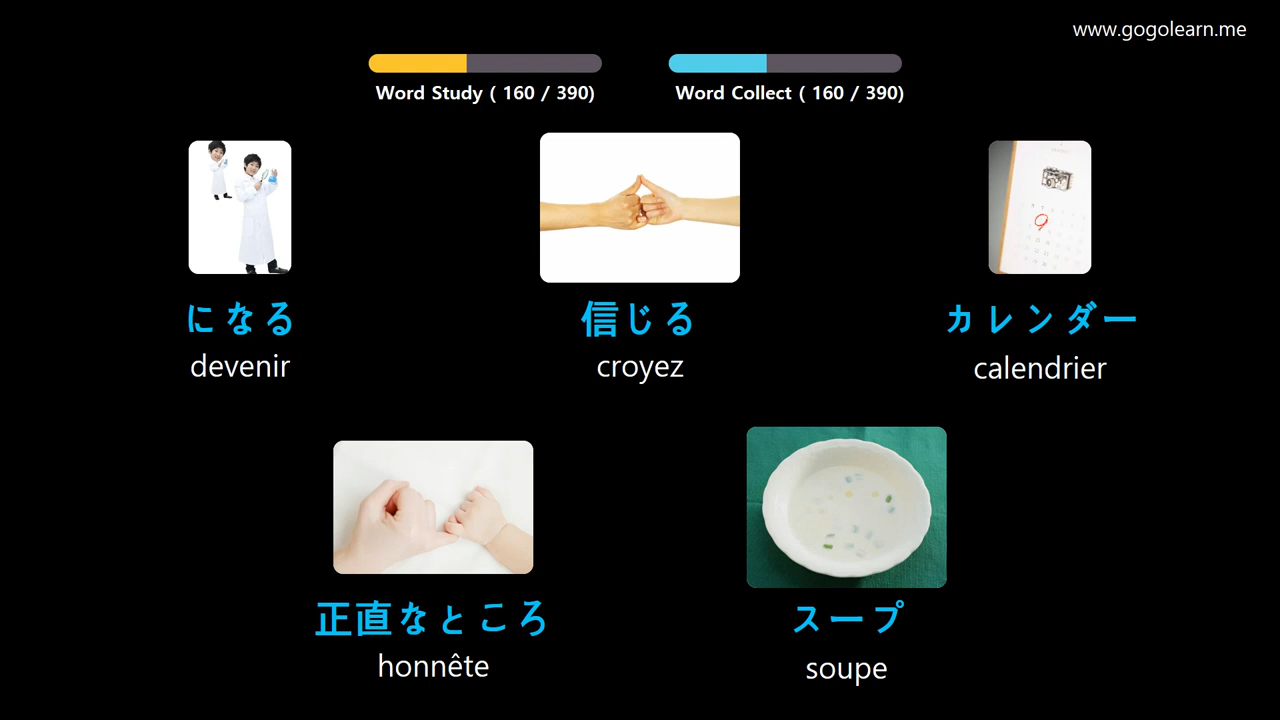 www.gogolearn.me
Word Study ( 160 / 390)
Word Collect ( 160 / 390)
になる
devenir
信じる
croyez
カレンダー
calendrier
正直なところ
honnête
スープ
soupe